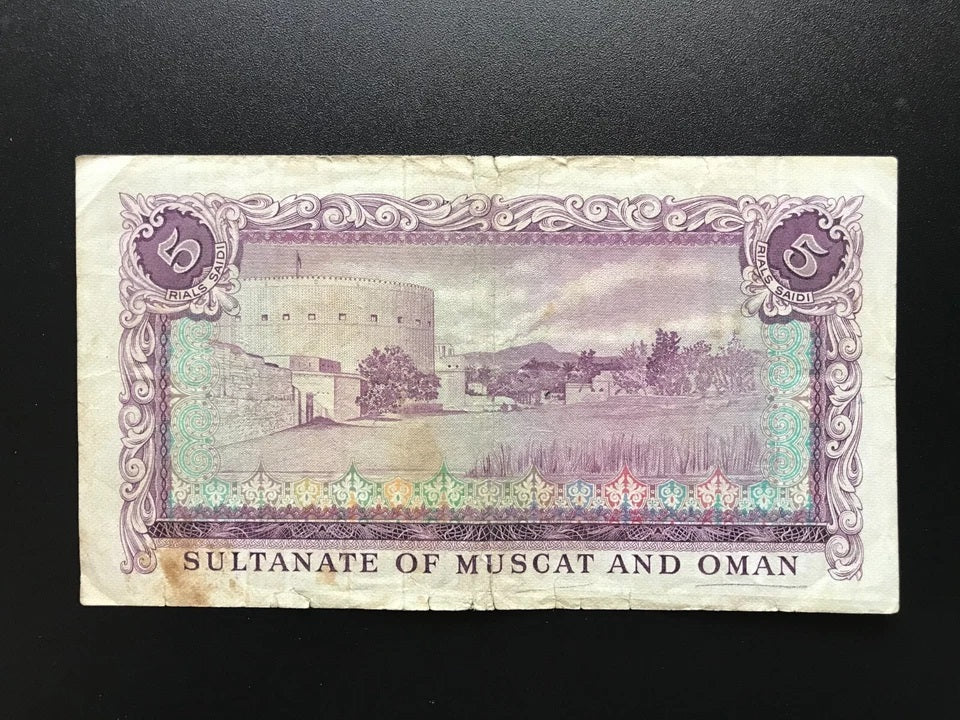 5
RIALS SAIDI
5
RIALS SAIDI
SULTANATE OF MUSCAT AND OMAN